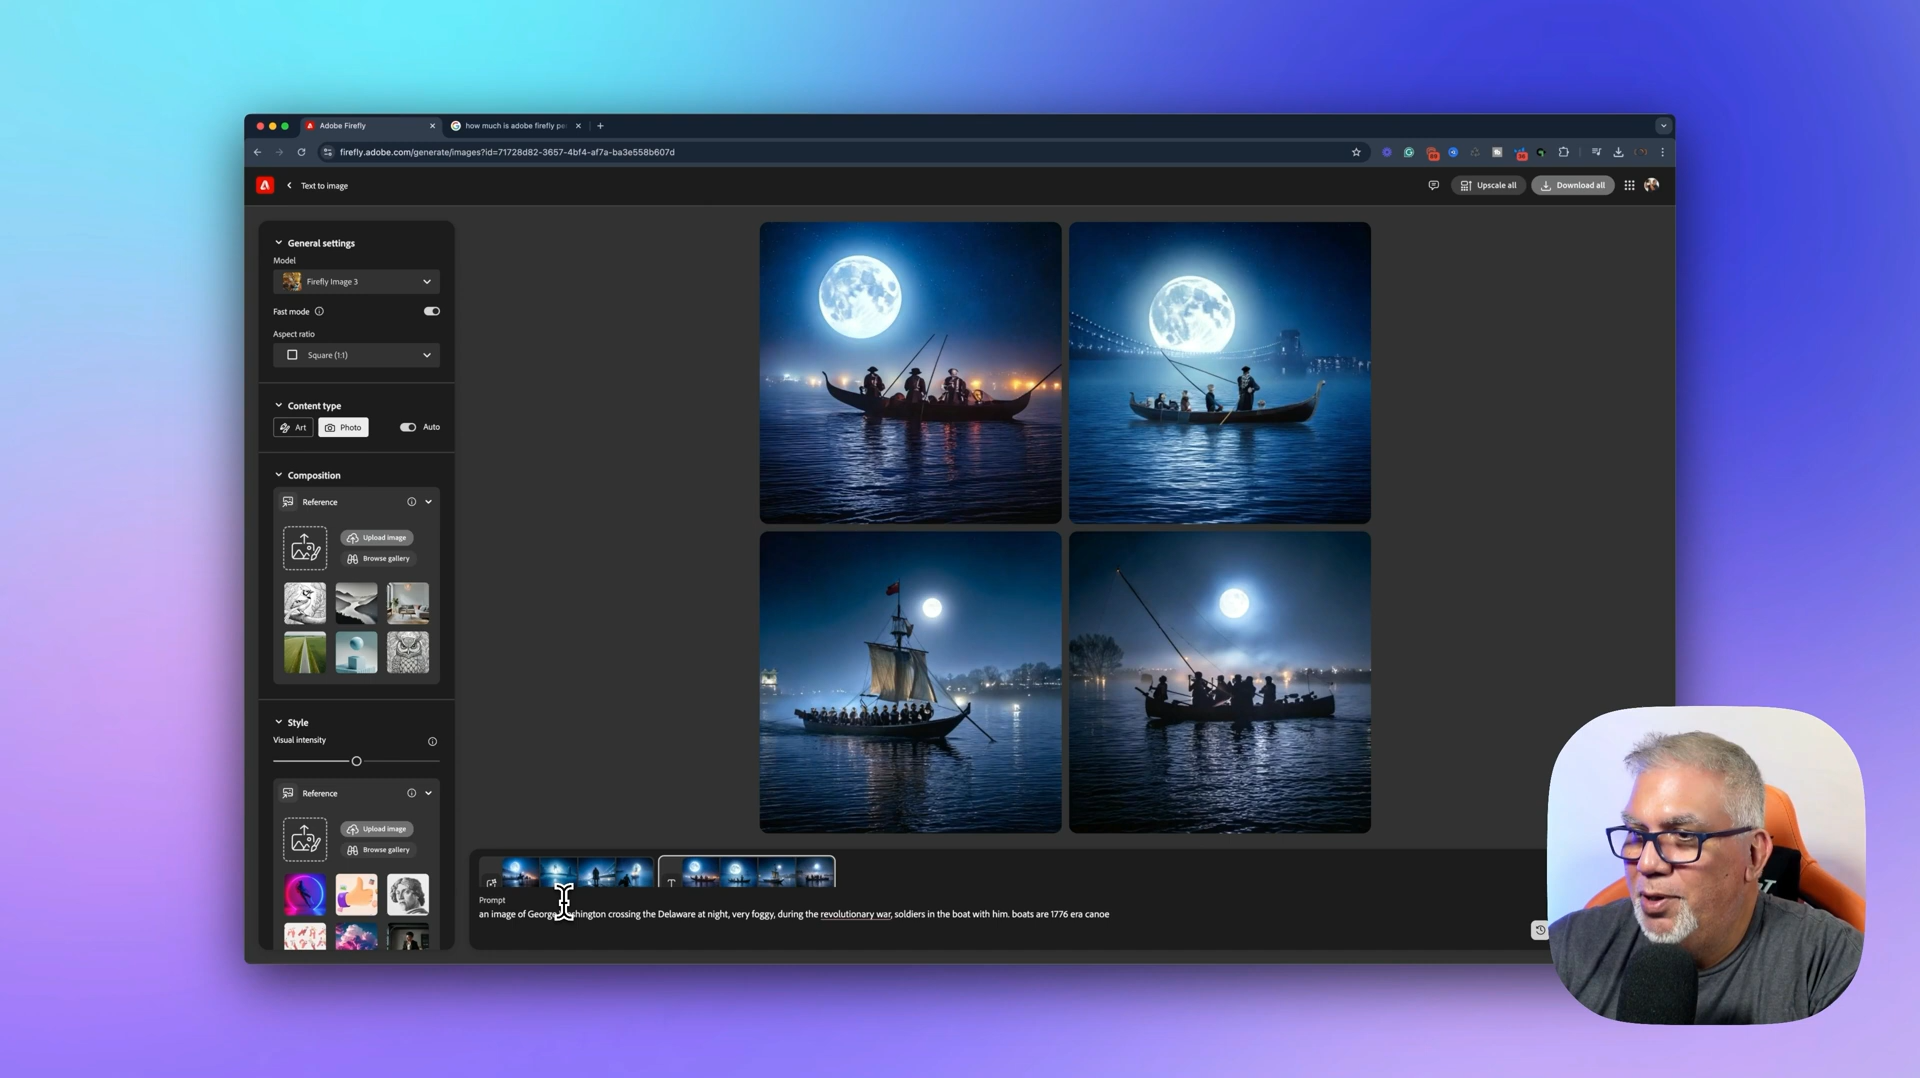 Adobe Firefly
how much is adobe firefly pe
firefly.adobe.com/generate/images?id=71728d82-3657-4bf4-af7a-ba3e558b607d
Text to image
Upscale all
Download all
General settings
Model
Firefly Image 3
Fast mode
Aspect ratio
Square (1:1)
Content type
Art
Photo
Auto
Composition
Reference
Upload image
Browse gallery
Style
Visual intensity
Reference
Upload image
Browse gallery
Prompt
an image of George shington crossing the Delaware at night, very foggy, during the revolutionary war, soldiers in the boat with him. boats are 1776 era canoe